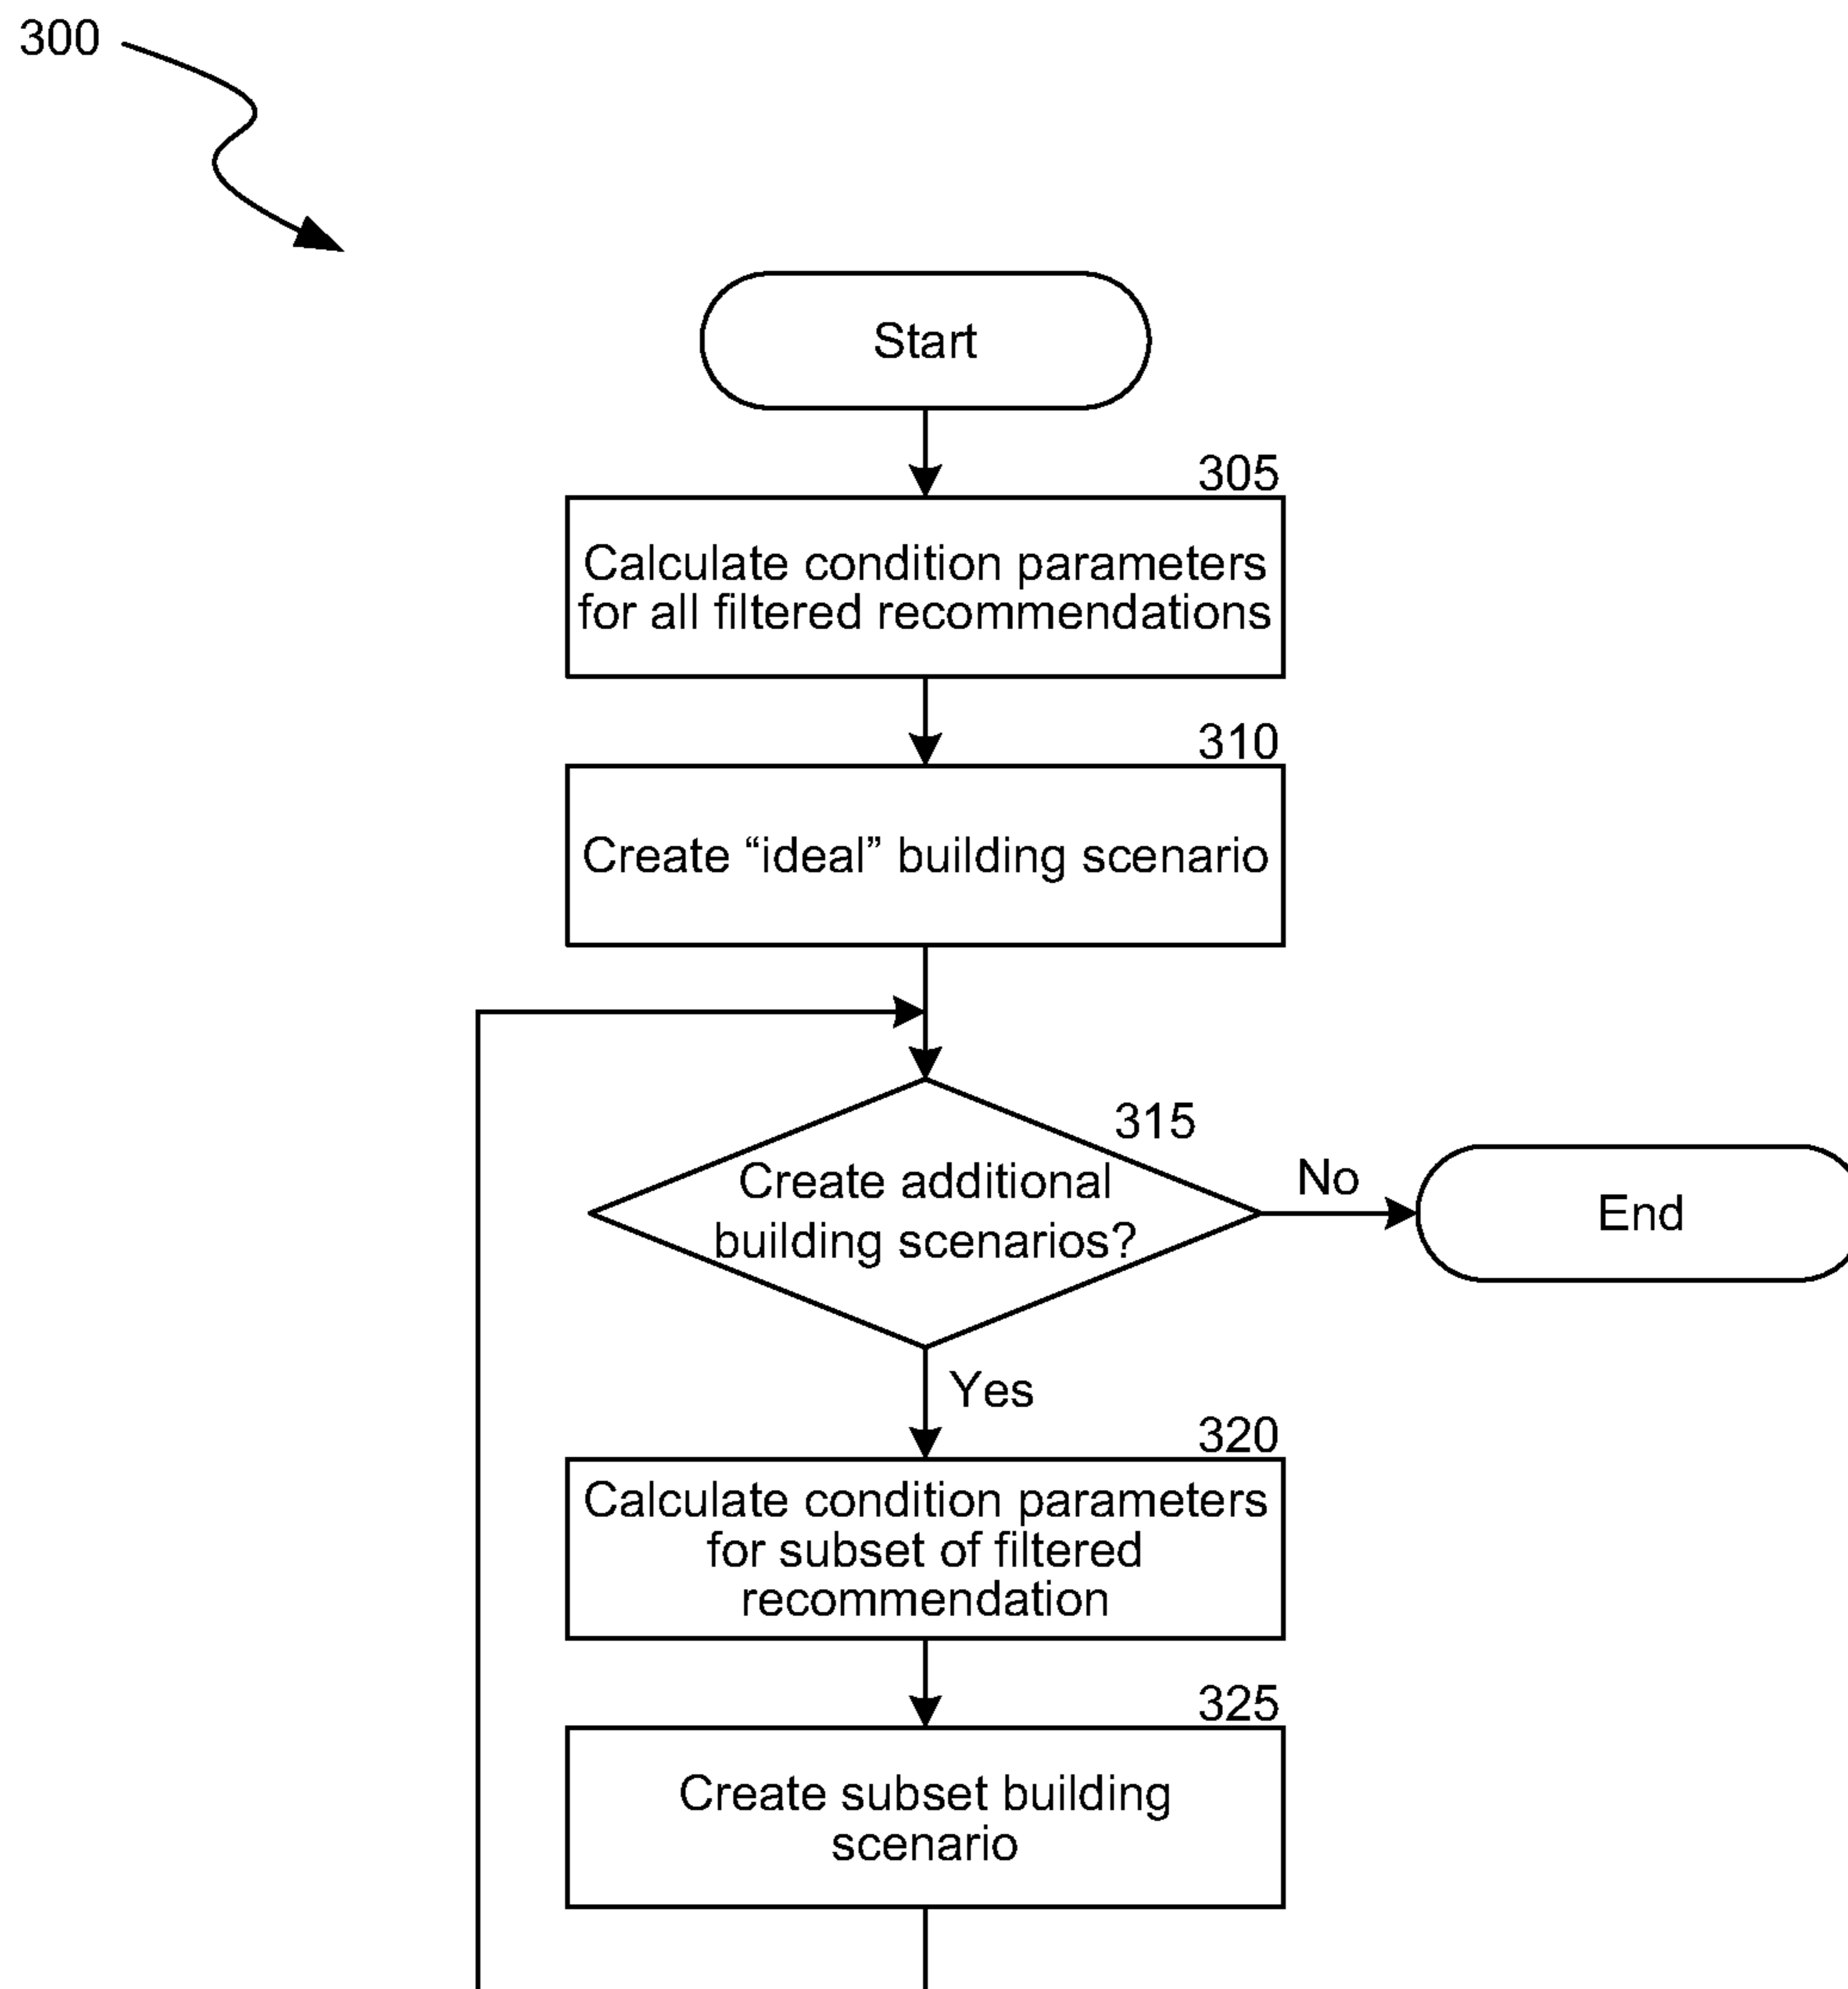 300
Start
305
Calculate condition parameters
for all filtered recommendations
310
Create “ideal” building scenario
315
Create additional
building scenarios?
No
End
Yes
320
Calculate condition parameters
for subset of filtered
recommendation
325
Create subset building
scenario